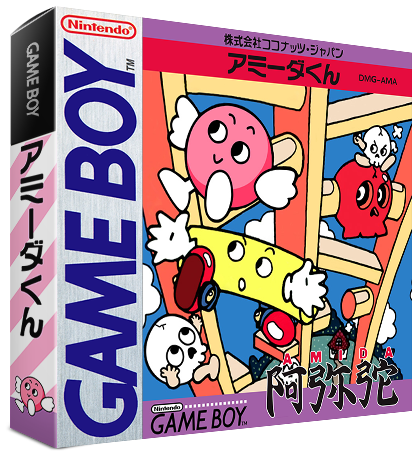 GAME BOY
アミーダくん
Nintendo
GAME BOY™
株式会社ココナッツ・ジャパン
アミーダくん
DMG-AMA
AMIDA
阿弥陀
Nintendo
GAME BOY™